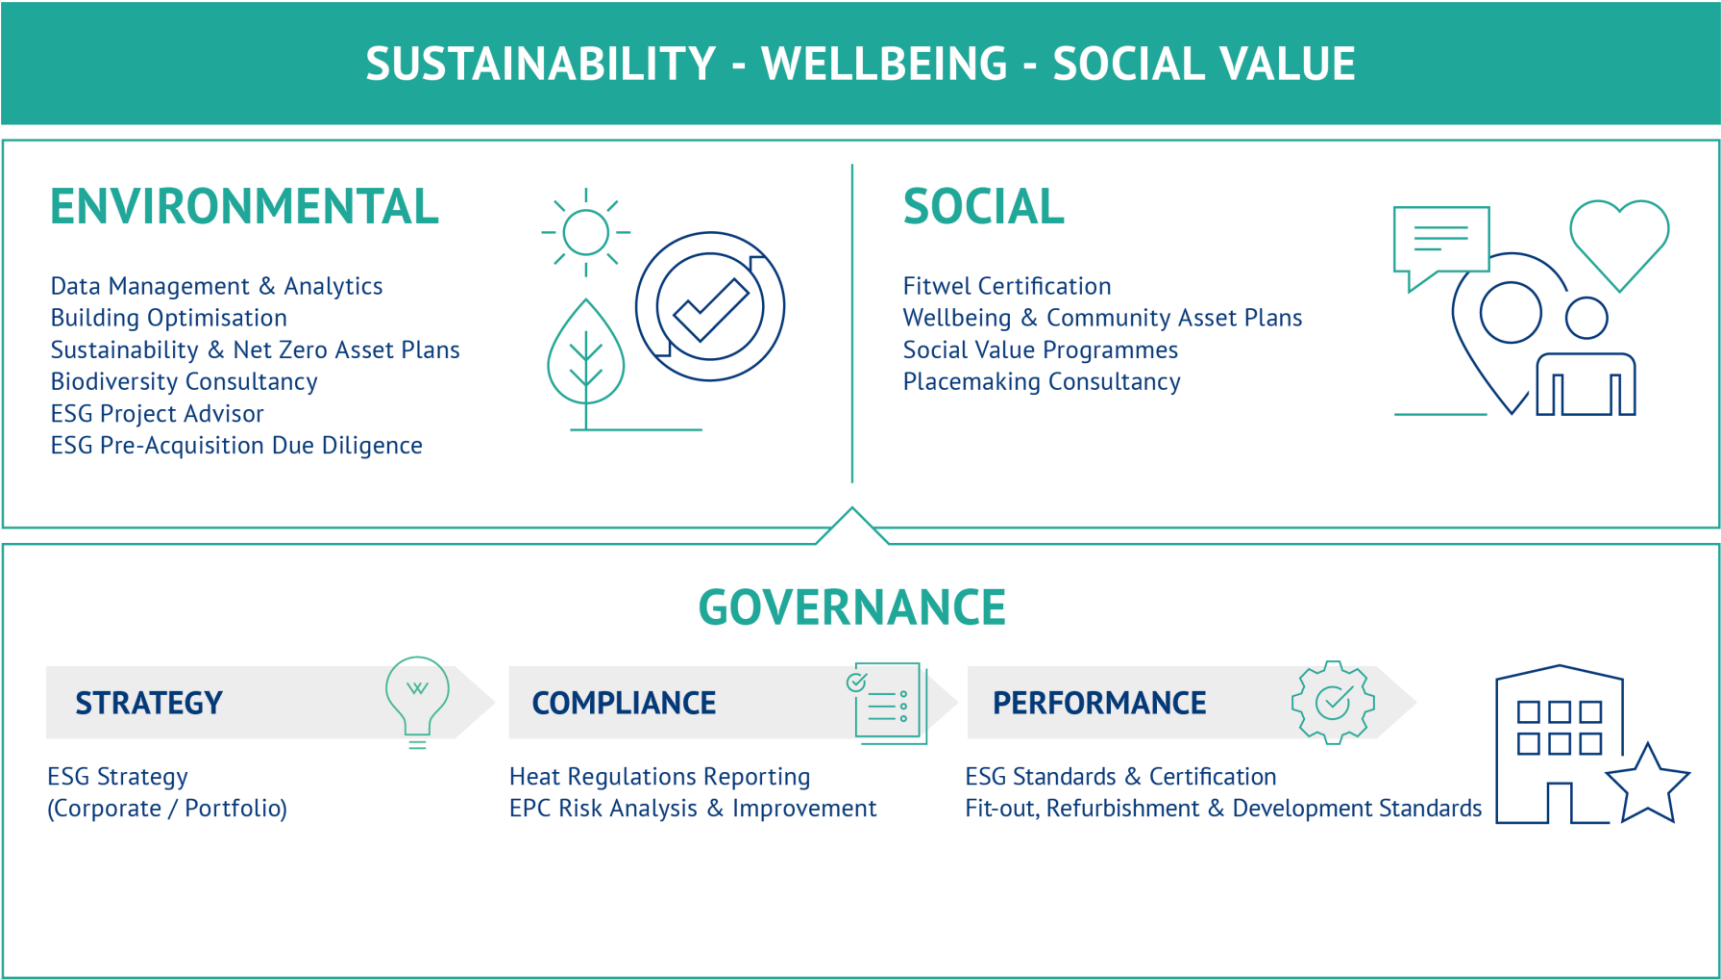 SUSTAINABILITY - WELLBEING - SOCIAL VALUE
ENVIRONMENTAL
Data Management & Analytics
Building Optimisation
Sustainability & Net Zero Asset Plans
Biodiversity Consultancy
ESG Project Advisor
ESG Pre-Acquisition Due Diligence
SOCIAL
Fitwel Certification
Wellbeing & Community Asset Plans
Social Value Programmes
Placemaking Consultancy
GOVERNANCE
STRATEGY
ESG Strategy
(Corporate / Portfolio)
COMPLIANCE
Heat Regulations Reporting
EPC Risk Analysis & Improvement
PERFORMANCE
ESG Standards & Certification
Fit-out, Refurbishment & Development Standards